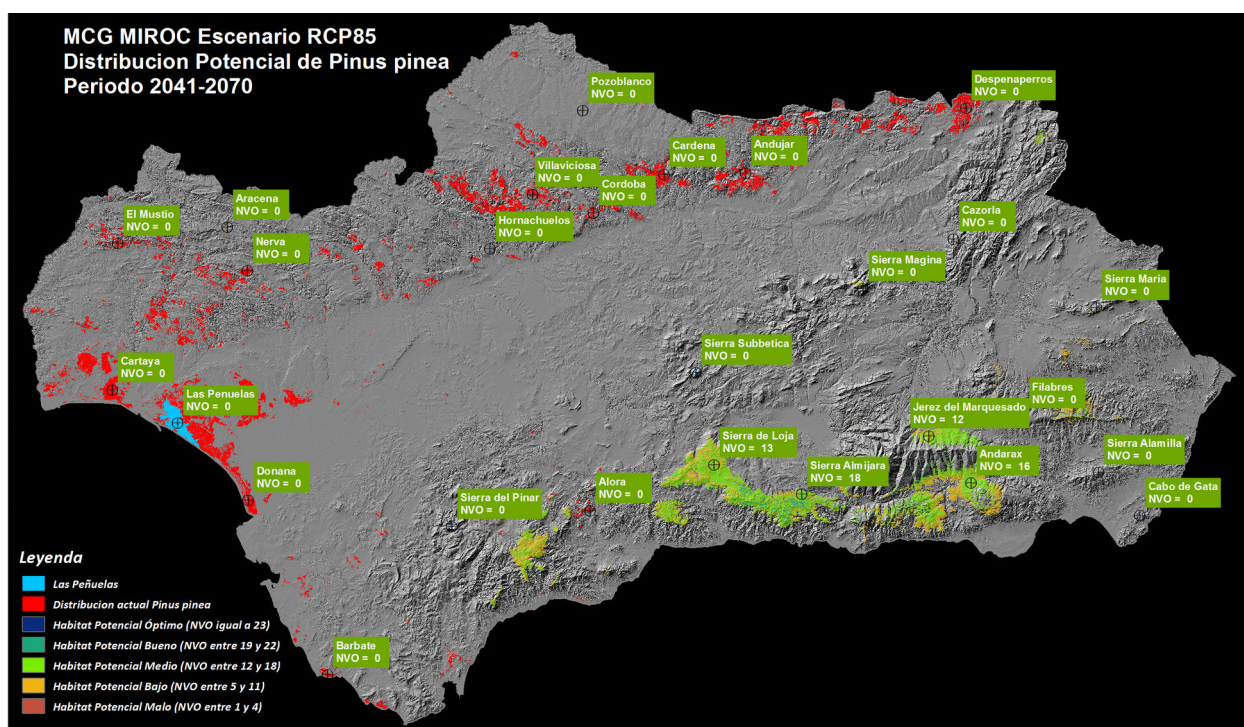 MCG MIROC Escenario RCP85
Distribucion Potencial de Pinus pinea
Periodo 2041-2070
Pozoblanco
NVO = 0
Despenaperros
NVO = 0
Villaviciosa
NVO = 0
Cardena
NVO = 0
Andujar
NVO = 0
Cordoba
NVO = 0
Aracena
NVO = 0
El Mustio
NVO = 0
Hornachuelos
NVO = 0
Cazorla
NVO = 0
Nerva
NVO = 0
Sierra Magina
NVO = 0
Sierra Maria
NVO = 0
Sierra Subbetica
NVO = 0
Cartaya
NVO = 0
Las Penuelas
NVO = 0
Filabres
NVO = 0
Jerez del Marquesado
NVO = 12
Sierra de Loja
NVO = 13
Sierra Almijara
NVO = 18
Andarax
NVO = 16
Sierra Alamilla
NVO = 0
Cabo de Gata
NVO = 0
Donana
NVO = 0
Sierra del Pinar
NVO = 0
Alora
NVO = 0
Barbate
NVO = 0
Leyenda
Las Peñuelas
Distribucion actual Pinus pinea
Habitat Potencial Óptimo (NVO igual a 23)
Habitat Potencial Bueno (NVO entre 19 y 22)
Habitat Potencial Medio (NVO entre 12 y 18)
Habitat Potencial Bajo (NVO entre 5 y 11)
Habitat Potencial Malo (NVO entre 1 y 4)